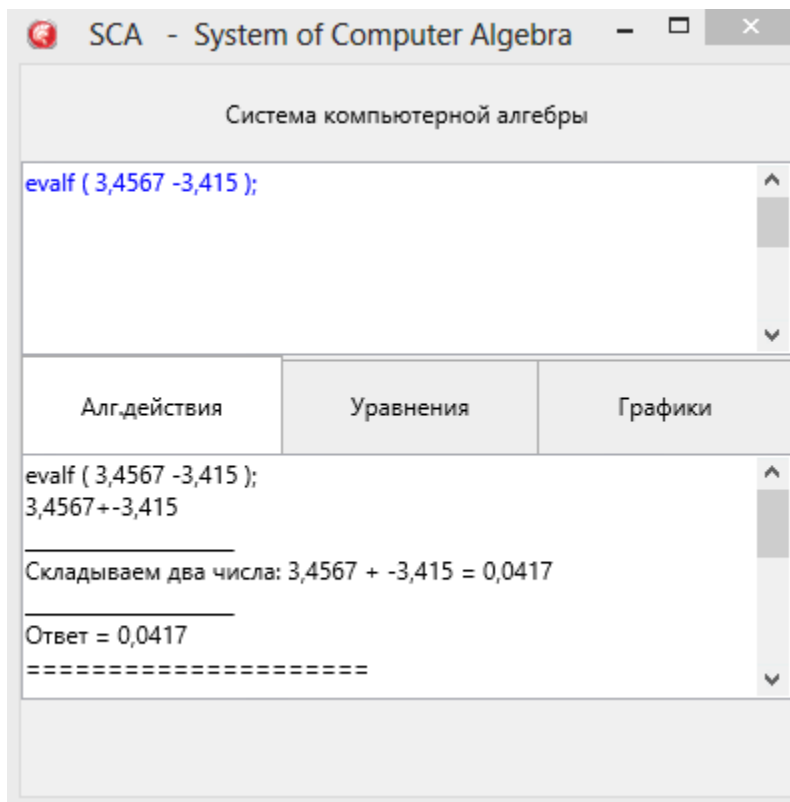 SCA - System of Computer Algebra
Система компьютерной алгебры
evalf ( 3,4567 -3,415 );
Алг.действия
Уравнения
Графики
evalf ( 3,4567 -3,415 );
3,4567+-3,415
___________________
Складываем два числа: 3,4567 + -3,415 = 0,0417
___________________
Ответ = 0,0417
=====================